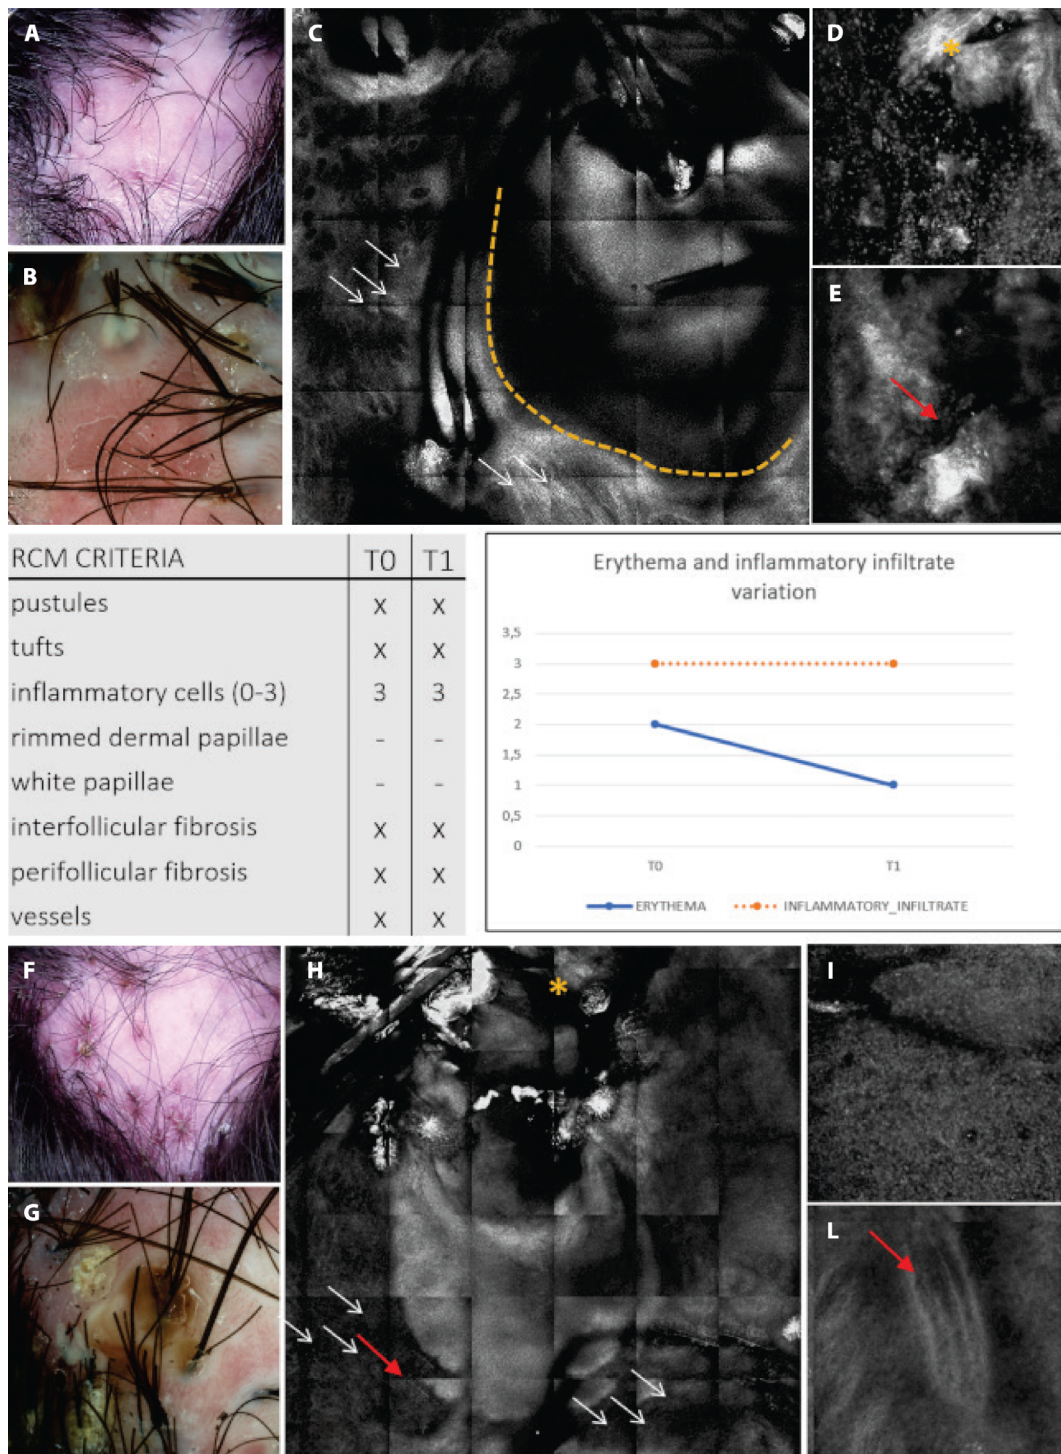 A
C
D
*
B
E
RCM CRITERIA T0 T1
pustules x x
tufts x x
inflammatory cells (0-3) 3 3
rimmed dermal papillae - -
white papillae - -
interfollicular fibrosis x x
perifollicular fibrosis x x
vessels x x
Erythema and inflammatory infiltrate
variation
3,5
3
2,5
2
1,5
1
0,5
0
T0 T1
ERYTHEMA INFLAMMATORY_INFILTRATE
F
H
*
I
G
L